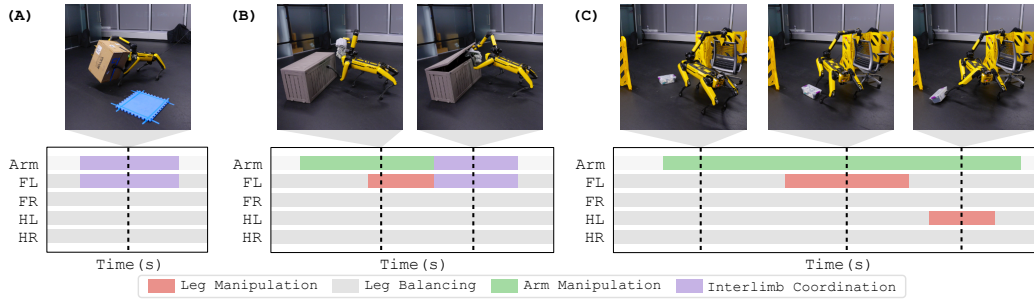 (A)
(B)
(C)
Arm
FL
FR
HL
HR
Time(s)
Arm
FL
FR
HL
HR
Time(s)
Arm
FL
FR
HL
HR
Time(s)
Leg Manipulation
Leg Balancing
Arm Manipulation
Interlimb Coordination